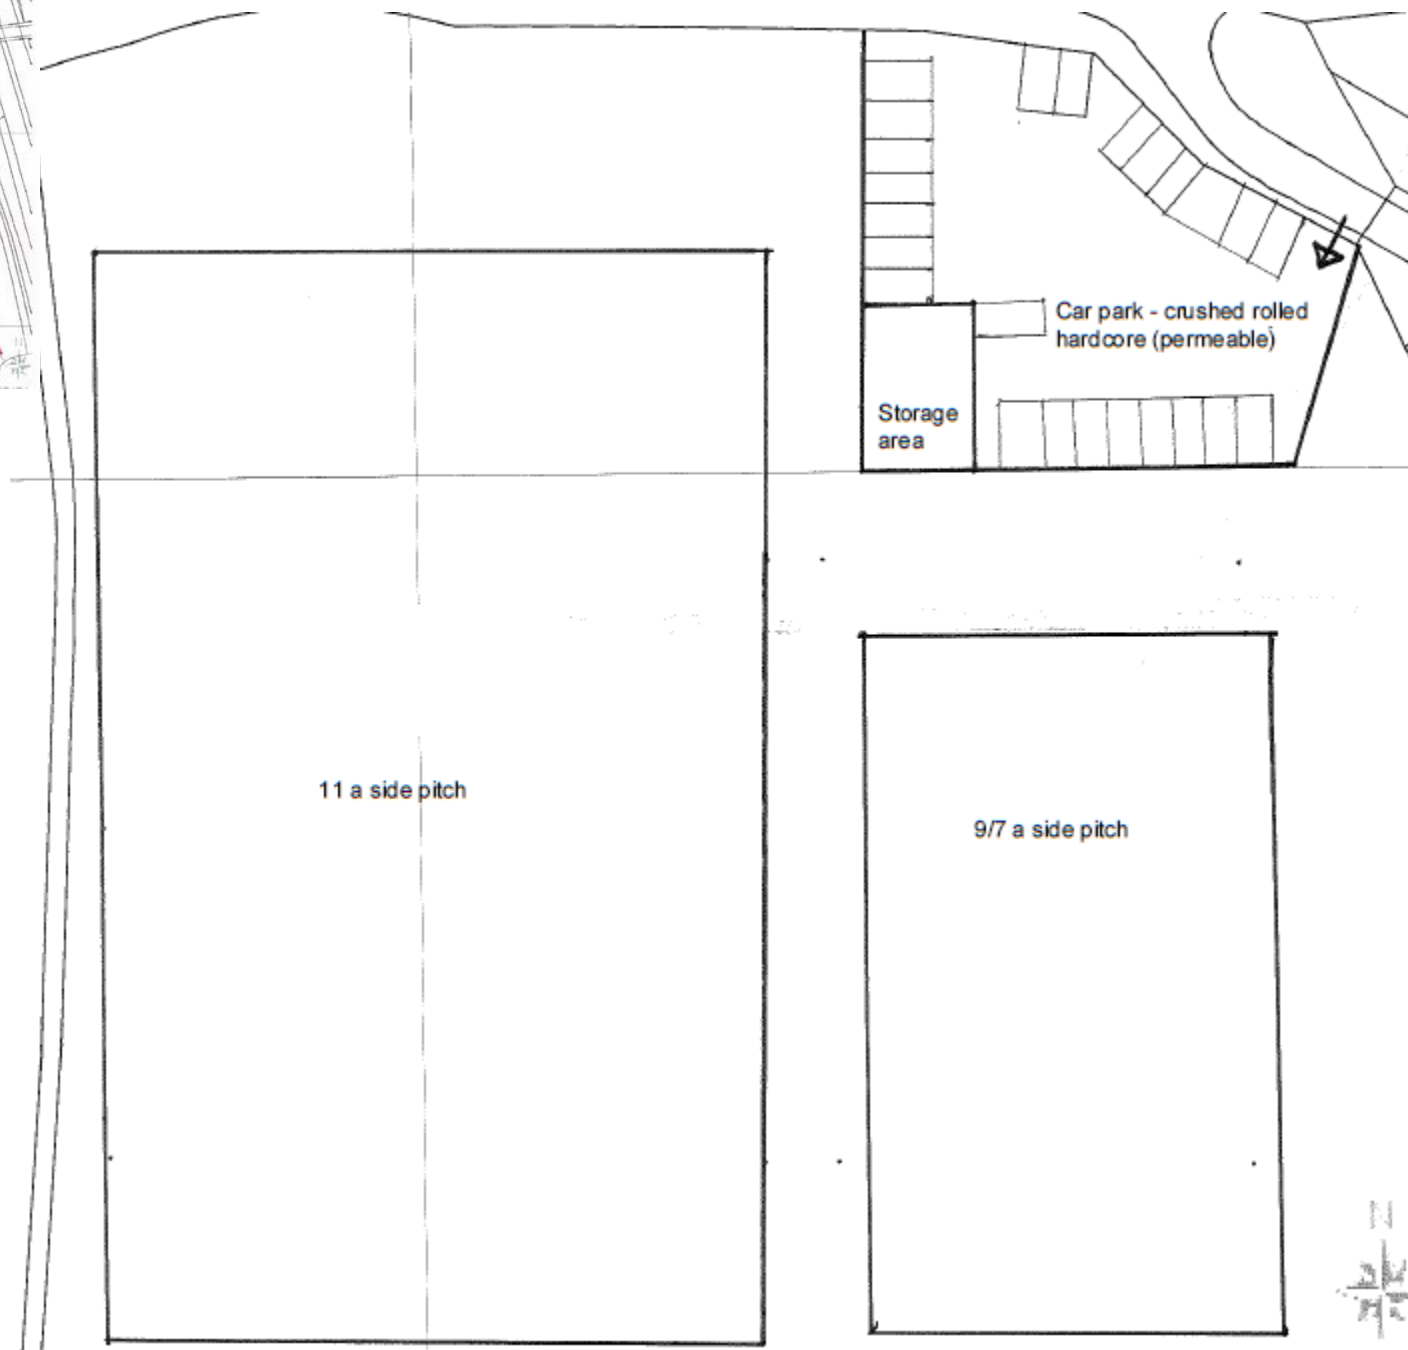 Car park - crushed rolled
hardcore (permeable)
Storage
area
11 a side pitch
9/7 a side pitch